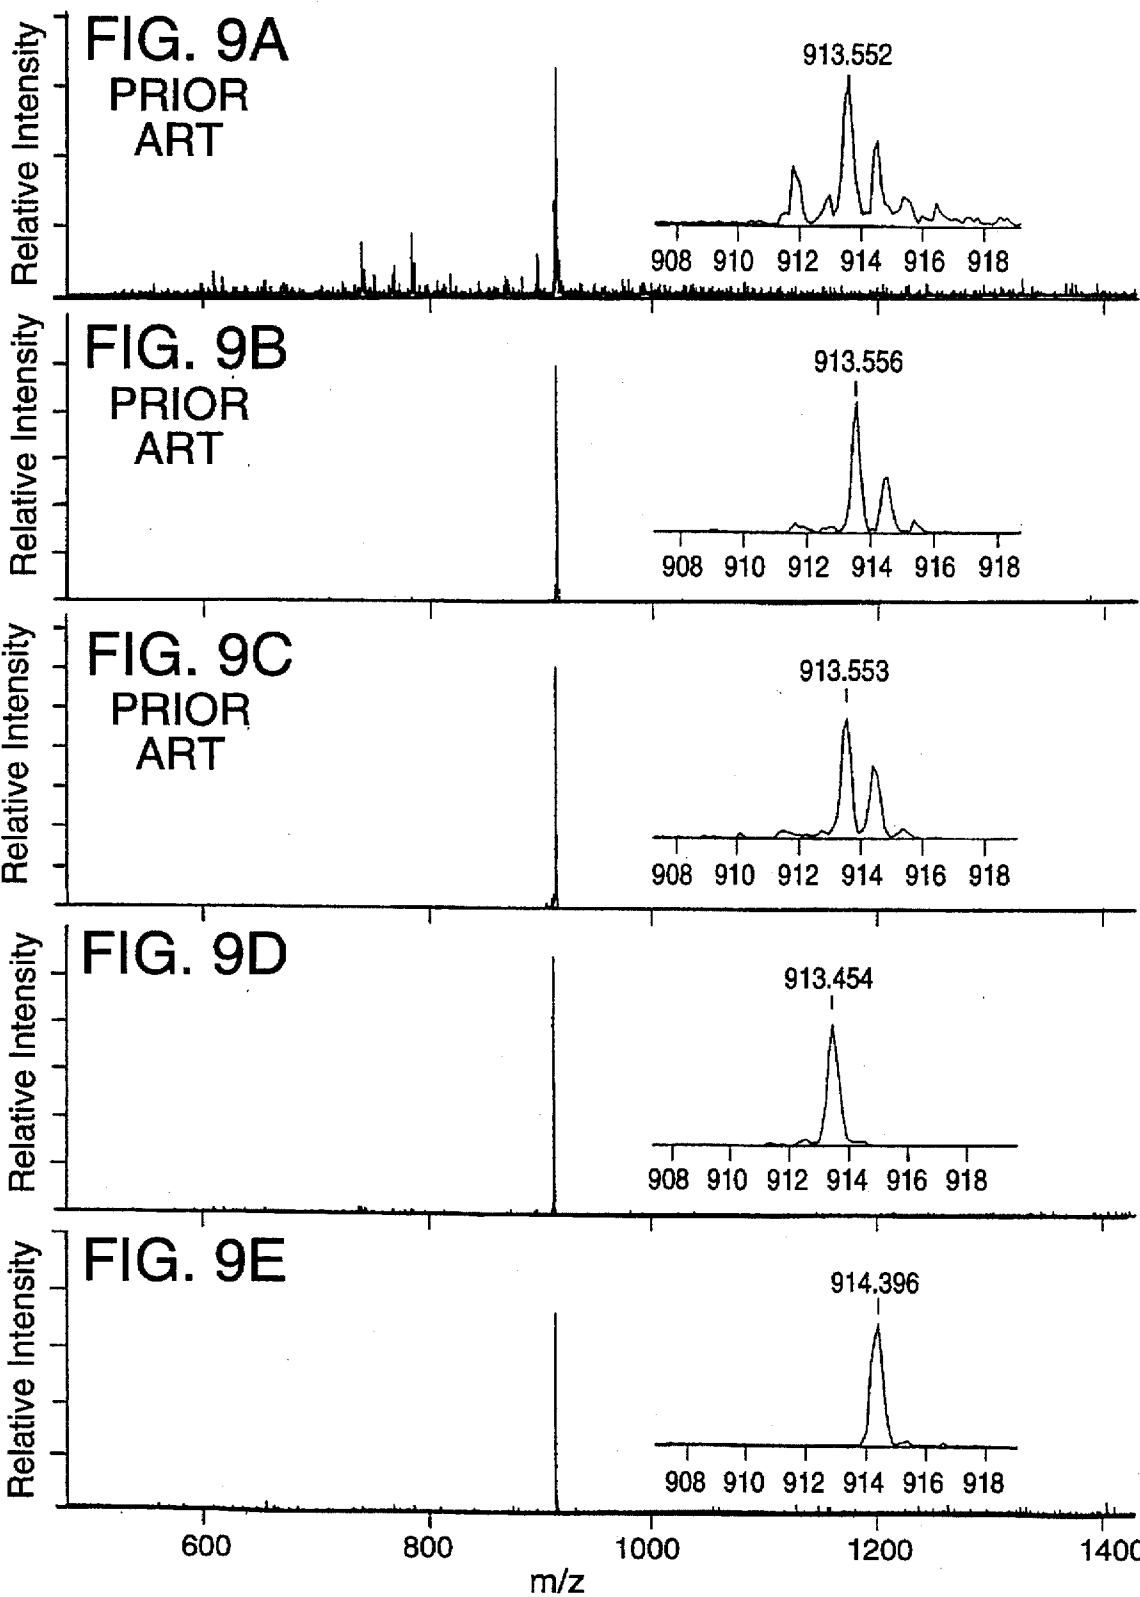 FIG. 9A
PRIOR
ART
Relative Intensity
913.552
908 910 912 914 916 918
FIG. 9B
PRIOR
ART
Relative Intensity
913.556
908 910 912 914 916 918
FIG. 9C
PRIOR
ART
Relative Intensity
913.553
908 910 912 914 916 918
FIG. 9D
Relative Intensity
913.454
908 910 912 914 916 918
FIG. 9E
Relative Intensity
914.396
908 910 912 914 916 918
600 800 1000 1200 1400
m/z